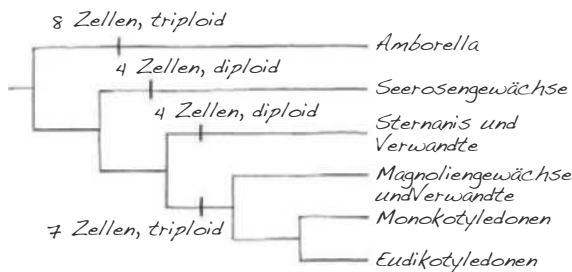 8 Zellen, triploid
Amborella
4 Zellen, diploid
Seerosengewächse
4 Zellen, diploid
Sternanis und
Verwandte
Magnoliengewächse
undVerwandte
7 Zellen, triploid
Monokotyledonen
Eudikotyledonen